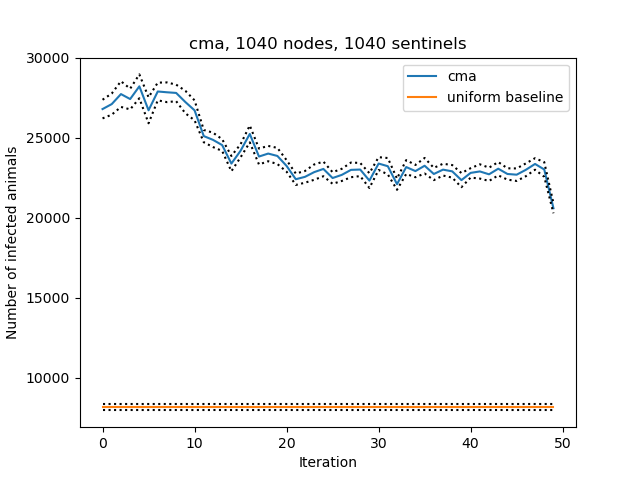 cma, 1040 nodes, 1040 sentinels
cma
uniform baseline
Number of infected animals
30000
25000
20000
15000
10000
0
10
20
30
40
50
Iteration